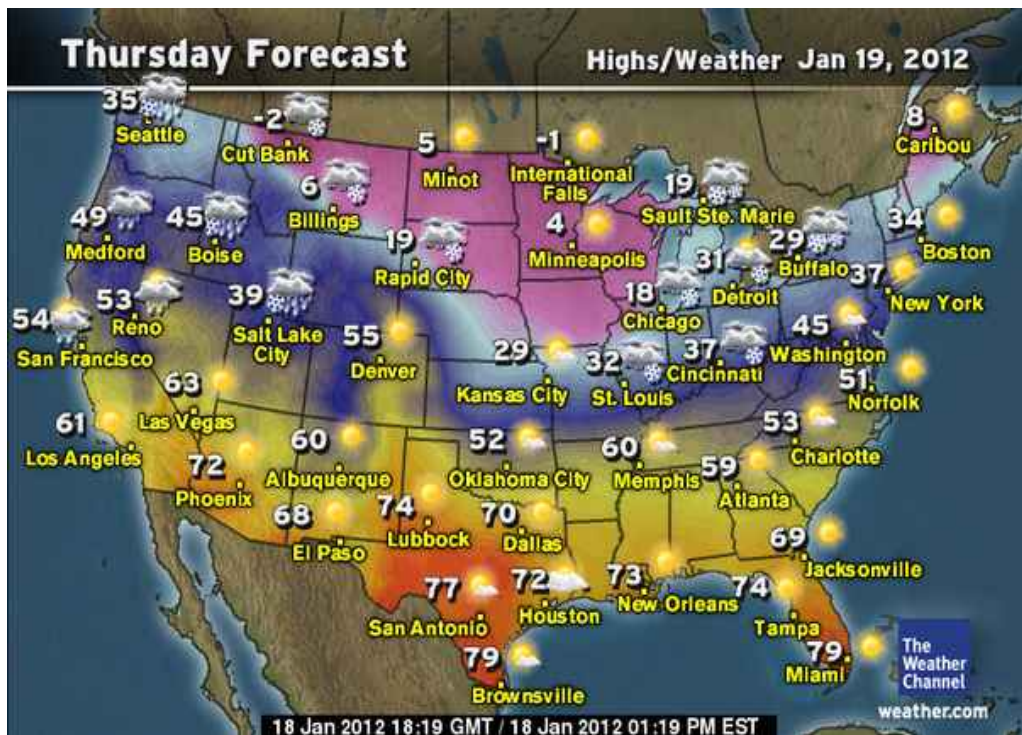 Thursday Forecast
Highs/Weather Jan 19, 2012
35
Seattle
-2
Cut Bank
5
Minot
-1
International
Falls
8
Caribou
6
Billings
19
Sault Ste. Marie
49
Medford
45
Boise
19
Rapid City
4
Minneapolis
31
Detroit
29
Buffalo
34
Boston
37
New York
54
San Francisco
53
Reno
39
Salt Lake
City
55
Denver
29
Kansas City
18
Chicago
32
St. Louis
37
Cincinnati
45
Washington
51
Norfolk
61
Los Angeles
63
Las Vegas
72
Phoenix
60
Albuquerque
52
Oklahoma City
60
Memphis
59
Atlanta
53
Charlotte
68
El Paso
74
Lubbock
70
Dallas
69
Jacksonville
77
San Antonio
72
Houston
73
New Orleans
74
Tampa
79
Brownsville
79
Miami
The
Weather
Channel
weather.com
18 Jan 2012 18:19 GMT / 18 Jan 2012 01:19 PM EST